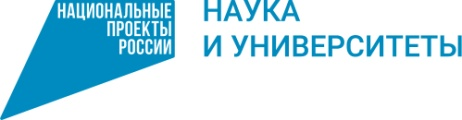 НАЦИОНАЛЬНЫЕ
ПРОЕКТЫ
РОССИИ
НАУКА
И УНИВЕРСИТЕТЫ